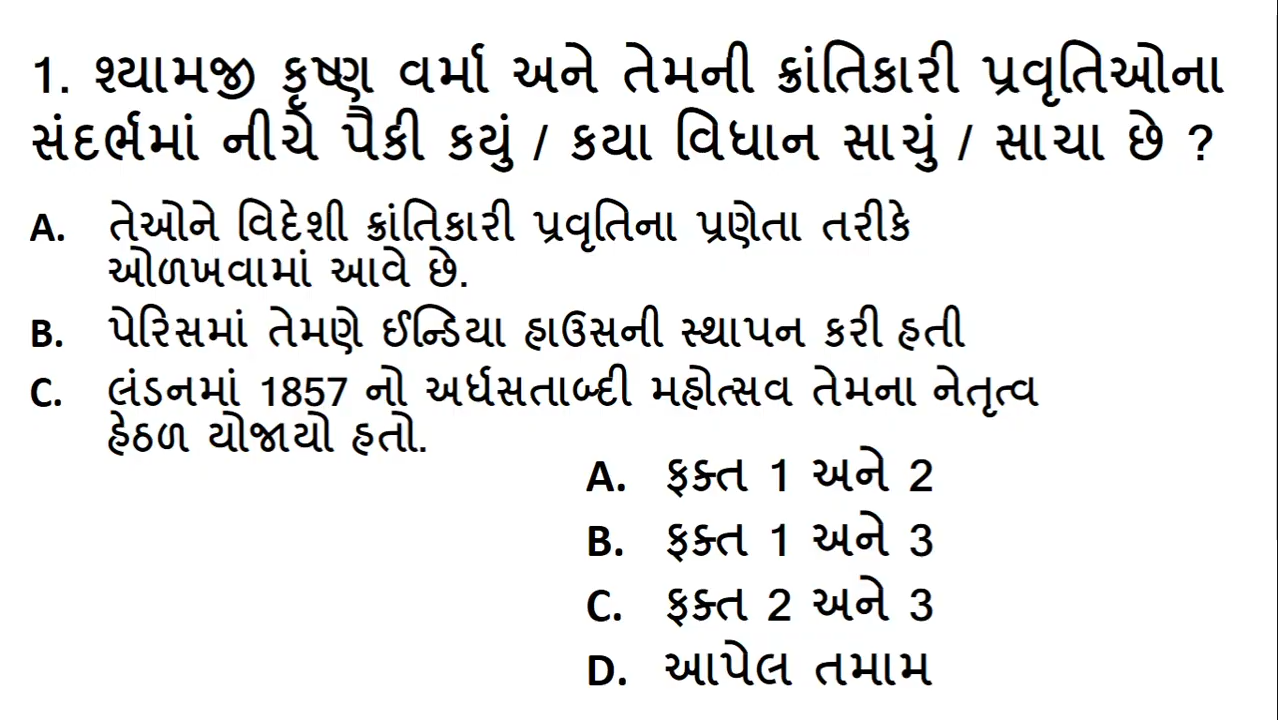 1. શ્યામજી કૃષ્ણ વર્મા અને તેમની ક્રાંતિકારી પ્રવૃતિઓના
સંદર્ભમાં નીચે પૈકી કયું / કયા વિધાન સાચું / સાચા છે ?
A. તેઓને વિદેશી ક્રાંતિકારી પ્રવૃતિના પ્રણેતા તરીકે
ઓળખવામાં આવે છે.
B. પેરિસમાં તેમણે ઈન્ડિયા હાઉસની સ્થાપન કરી હતી
C. લંડનમાં 1857 નો અર્ધસતાબ્દી મહોત્સવ તેમના નેતૃત્વ
હેઠળ યોજાયો હતો.
A. ફક્ત 1 અને 2
B. ફક્ત 1 અને 3
C. ફક્ત 2 અને 3
D. આપેલ તમામ